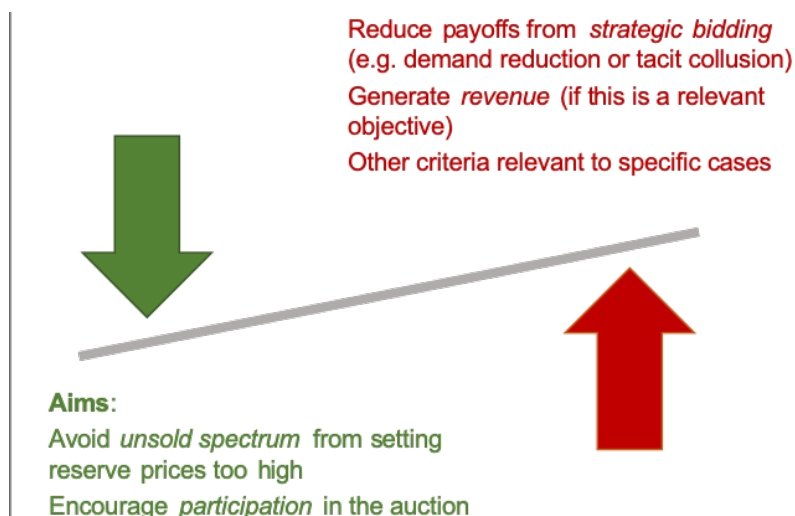 Reduce payoffs from strategic bidding
(e.g. demand reduction or tacit collusion)
Generate revenue (if this is a relevant
objective)
Other criteria relevant to specific cases
Aims:
Avoid unsold spectrum from setting
reserve prices too high
Encourage participation in the auction